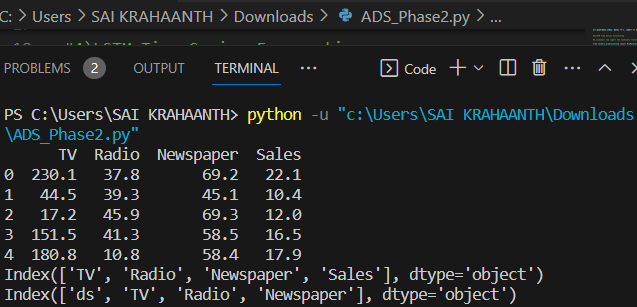 C: > Users > SAI KRAHAANTH > Downloads > ADS_Phase2.py > ...
PROBLEMS 2 OUTPUT TERMINAL ... Code
PS C:\Users\SAI KRAHAANTH> python -u "c:\Users\SAI KRAHAANTH\Downloads
\ADS_Phase2.py"
TV Radio Newspaper Sales
0 230.1 37.8 69.2 22.1
1 44.5 39.3 45.1 10.4
2 17.2 45.9 69.3 12.0
3 151.5 41.3 58.5 16.5
4 180.8 10.8 58.4 17.9
Index(['TV', 'Radio', 'Newspaper', 'Sales'], dtype='object')
Index(['ds', 'TV', 'Radio', 'Newspaper'], dtype='object')